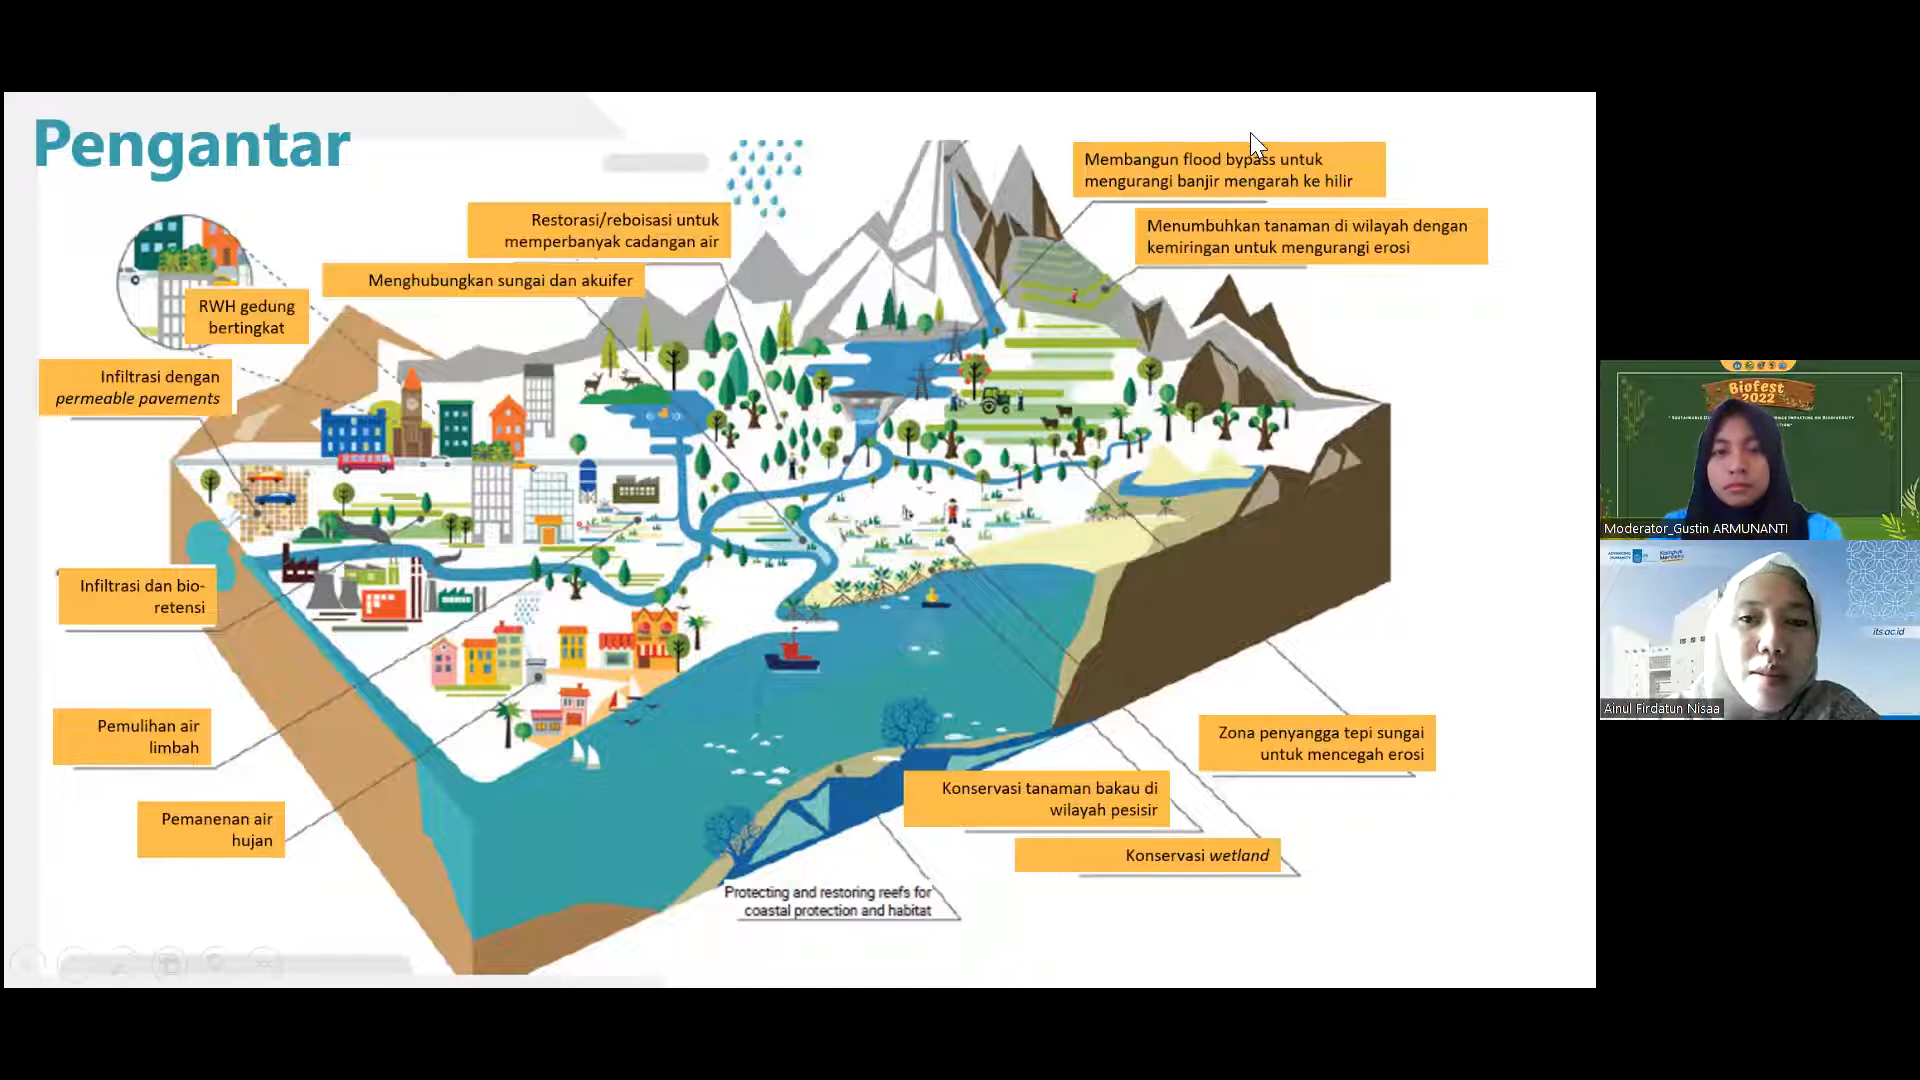 Pengantar
Membangun flood bypass untuk
mengurangi banjir mengarah ke hilir
Restorasi/reboisasi untuk
memperbanyak cadangan air
Menumbuhkan tanaman di wilayah dengan
kemiringan untuk mengurangi erosi
Menghubungkan sungai dan akuifer
RWH gedung
bertingkat
Infiltrasi dengan
permeable pavements
Infiltrasi dan bio-
retensi
Pemulihan air
limbah
Pemanenan air
hujan
Zona penyangga tepi sungai
untuk mencegah erosi
Konservasi tanaman bakau di
wilayah pesisir
Konservasi wetland
Protecting and restoring reefs for
coastal protection and habitat
Biofest
2022
Moderator_Gustin ARMUNANTI
its.ac.id
Ainul Firdatun Nisaa